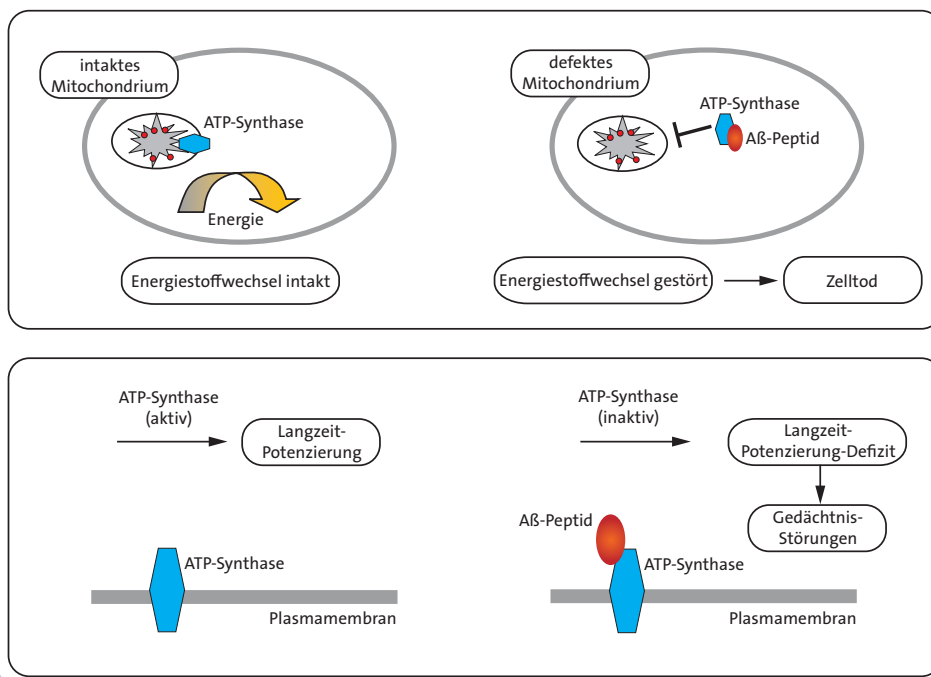 intaktes
Mitochondrium
ATP-Synthase
Energie
Energiestoffwechsel intakt
defektes
Mitochondrium
ATP-Synthase
Aß-Peptid
Energiestoffwechsel gestört
Zelltod
ATP-Synthase
(aktiv)
Langzeit-
Potenzierung
ATP-Synthase
Plasmamembran
ATP-Synthase
(inaktiv)
Langzeit-
Potenzierung-Defizit
Gedächtnis-
Störungen
Aß-Peptid
ATP-Synthase
Plasmamembran